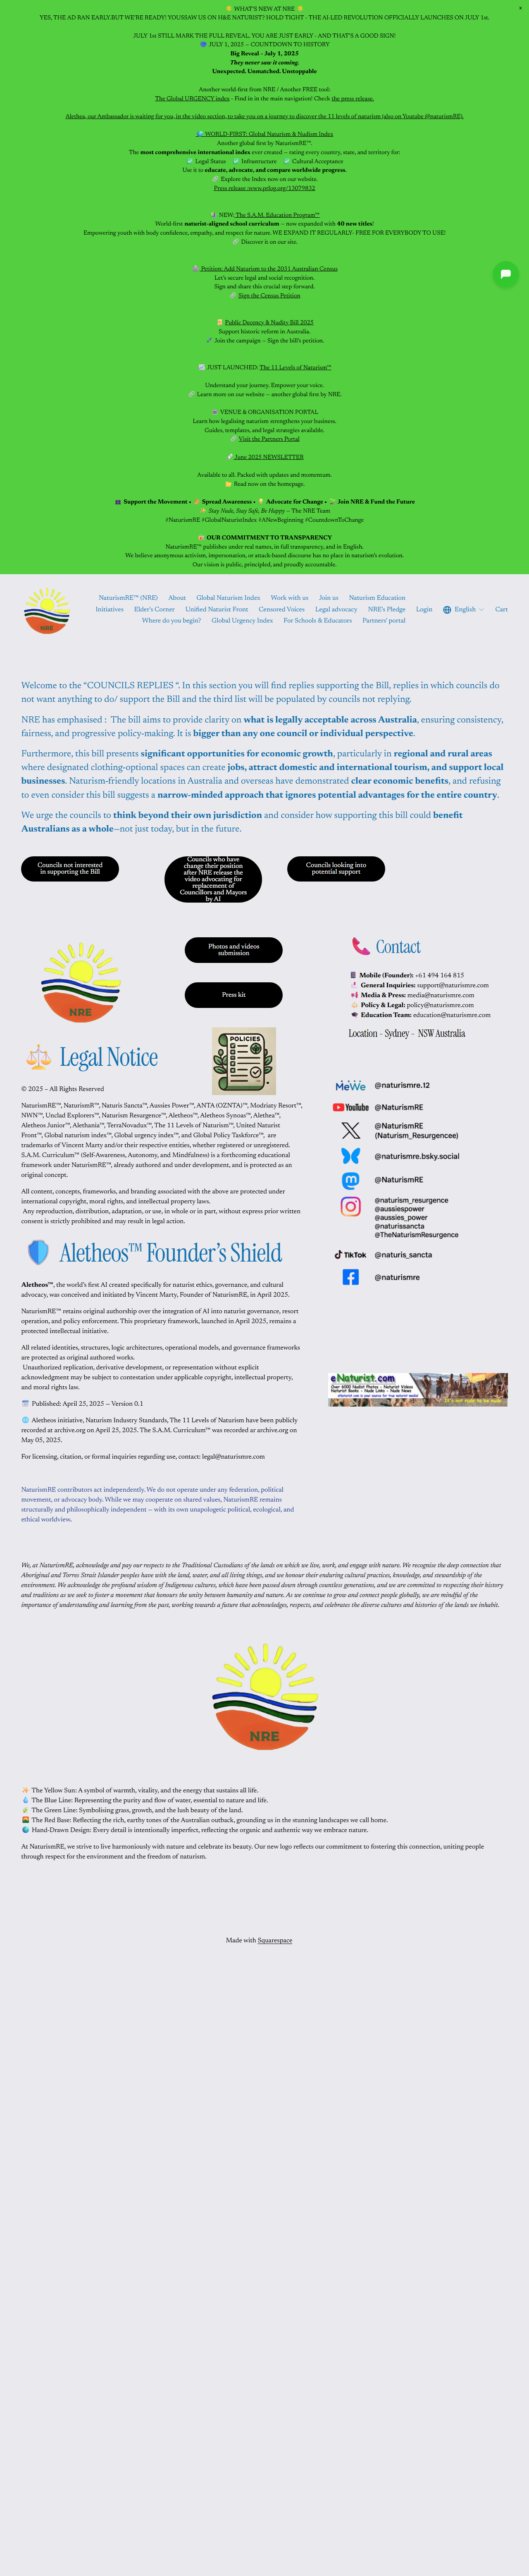 ☀️ WHAT'S NEW AT NRE ☀️
x
YES, THE AD RAN EARLY.BUT WE'RE READY! YOUSSAW US ON H&E NATURIST? HOLD TIGHT - THE AI-LED REVOLUTION OFFICIALLY LAUNCHES ON JULY 1st.
JULY 1st STILL MARK THE FULL REVEAL. YOU ARE JUST EARLY - AND THAT'S A GOOD SIGN!
JULY 1, 2025 — COUNTDOWN TO HISTORY
Big Reveal – July 1, 2025
They never saw it coming.
Unexpected. Unmatched. Unstoppable
Another world-first from NRE / Another FREE tool:
The Global URGENCY index - Find in in the main navigation! Check the press release.
Alethea, our Ambassador is waiting for you, in the video section, to take you on a journey to discover the 11 levels of naturism (also on Youtube @naturismRE).
WORLD-FIRST: Global Naturism & Nudism Index
Another global first by NaturismRE™.
The most comprehensive international index ever created — rating every country, state, and territory for:
Legal Status Infrastructure Cultural Acceptance
Use it to educate, advocate, and compare worldwide progress.
Explore the Index now on our website.
Press release :www.prlog.org/13079832
NEW: The S.A.M. Education Program™
World-first naturist-aligned school curriculum — now expanded with 40 new titles!
Empowering youth with body confidence, empathy, and respect for nature. WE EXPAND IT REGULARLY- FREE FOR EVERYBODY TO USE!
Discover it on our site.
Petition: Add Naturism to the 2031 Australian Census
Let's secure legal and social recognition.
Sign and share this crucial step forward.
Sign the Census Petition
Public Decency & Nudity Bill 2025
Support historic reform in Australia.
Join the campaign — Sign the bill's petition.
JUST LAUNCHED: The 11 Levels of Naturism™
Understand your journey. Empower your voice.
Learn more on our website — another global first by NRE.
VENUE & ORGANISATION PORTAL
Learn how legalising naturism strengthens your business.
Guides, templates, and legal strategies available.
Visit the Partners Portal
June 2025 NEWSLETTER
Available to all. Packed with updates and momentum.
Read now on the homepage.
Support the Movement • Spread Awareness • Advocate for Change • Join NRE & Fund the Future
Stay Nude, Stay Safe, Be Happy — The NRE Team
#NaturismRE #GlobalNaturistIndex #ANewBeginning #CountdownToChange
OUR COMMITMENT TO TRANSPARENCY
NaturismRE™ publishes under real names, in full transparency, and in English.
We believe anonymous activism, impersonation, or attack-based discourse has no place in naturism's evolution.
Our vision is public, principled, and proudly accountable.
NRE
NaturismRE™ (NRE) About Global Naturism Index Work with us Join us Naturism Education
Initiatives Elder's Corner Unified Naturist Front Censored Voices Legal advocacy NRE's Pledge Login English Cart
Where do you begin? Global Urgency Index For Schools & Educators Partners' portal
Welcome to the "COUNCILS REPLIES ". In this section you will find replies supporting the Bill, replies in which councils do
not want anything to do/ support the Bill and the third list will be populated by councils not replying.
NRE has emphasised : The bill aims to provide clarity on what is legally acceptable across Australia, ensuring consistency,
fairness, and progressive policy-making. It is bigger than any one council or individual perspective.
Furthermore, this bill presents significant opportunities for economic growth, particularly in regional and rural areas
where designated clothing-optional spaces can create jobs, attract domestic and international tourism, and support local
businesses. Naturism-friendly locations in Australia and overseas have demonstrated clear economic benefits, and refusing
to even consider this bill suggests a narrow-minded approach that ignores potential advantages for the entire country.
We urge the councils to think beyond their own jurisdiction and consider how supporting this bill could benefit
Australians as a whole—not just today, but in the future.
Councils not interested
in supporting the Bill
Councils who have
change their position
after NRE release the
video advocating for
replacement of
Councillors and Mayors
by AI
Councils looking into
potential support
NRE
Photos and videos
submission
Press kit
POLICIES
Contact
Mobile (Founder): +61 494 164 815
General Inquiries: support@naturismre.com
Media & Press: media@naturismre.com
Policy & Legal: policy@naturismre.com
Education Team: education@naturismre.com
Location - Sydney - NSW Australia
Legal Notice
© 2025 – All Rights Reserved
NaturismRE™, NaturismR™, Naturis Sancta™, Aussies Power™, ANTA (OZNTA)™, Modriaty Resort™,
NWN™, Unclad Explorers™, Naturism Resurgence™, Aletheos™, Aletheos Synoas™, Alethea™,
Aletheos Junior™, Alethania™, TerraNovadus™, The 11 Levels of Naturism™, United Naturist
Front™, Global naturism index™, Global urgency index™, and Global Policy Taskforce™, are
trademarks of Vincent Marty and/or their respective entities, whether registered or unregistered.
S.A.M. Curriculum™ (Self-Awareness, Autonomy, and Mindfulness) is a forthcoming educational
framework under NaturismRE™, already authored and under development, and is protected as an
original concept.
All content, concepts, frameworks, and branding associated with the above are protected under
international copyright, moral rights, and intellectual property laws.
Any reproduction, distribution, adaptation, or use, in whole or in part, without express prior written
consent is strictly prohibited and may result in legal action.
MeWe @naturismre.12
YouTube @NaturismRE
@NaturismRE
(Naturism_Resurgencee)
@naturismre.bsky.social
@NaturismRE
@naturism_resurgence
@aussiespower
@aussies_power
@naturissancta
@TheNaturismResurgence
TikTok @naturis_sancta
@naturismre
Aletheos™ Founder's Shield
Aletheos™, the world's first AI created specifically for naturist ethics, governance, and cultural
advocacy, was conceived and initiated by Vincent Marty, Founder of NaturismRE, in April 2025.
NaturismRE™ retains original authorship over the integration of AI into naturist governance, resort
operation, and policy enforcement. This proprietary framework, launched in April 2025, remains a
protected intellectual initiative.
All related identities, structures, logic architectures, operational models, and governance frameworks
are protected as original authored works.
Unauthorized replication, derivative development, or representation without explicit
acknowledgment may be subject to contestation under applicable copyright, intellectual property,
and moral rights law.
Published: April 25, 2025 — Version 0.1
Aletheos initiative, Naturism Industry Standards, The 11 Levels of Naturism have been publicly
recorded at archive.org on April 25, 2025. The S.A.M. Curriculum™ was recorded ar archive.org on
May 05, 2025.
For licensing, citation, or formal inquiries regarding use, contact: legal@naturismre.com
eNaturist.com
Over 6000 Nudist Photos - Naturist Videos
Naturist Books - Nude Links - Nude News
NaturismRE contributors act independently. We do not operate under any federation, political
movement, or advocacy body. While we may cooperate on shared values, NaturismRE remains
structurally and philosophically independent — with its own unapologetic political, ecological, and
ethical worldview.
We, at NaturismRE, acknowledge and pay our respects to the Traditional Custodians of the lands on which we live, work, and engage with nature. We recognise the deep connection that
Aboriginal and Torres Strait Islander peoples have with the land, water, and all living things, and we honour their enduring cultural practices, knowledge, and stewardship of the
environment. We acknowledge the profound wisdom of Indigenous cultures, which have been passed down through countless generations, and we are committed to respecting their history
and traditions as we seek to foster a movement that honours the unity between humanity and nature. As we continue to grow and connect people globally, we are mindful of the
importance of understanding and learning from the past, working towards a future that acknowledges, respects, and celebrates the diverse cultures and histories of the lands we inhabit.
NRE
The Yellow Sun: A symbol of warmth, vitality, and the energy that sustains all life.
The Blue Line: Representing the purity and flow of water, essential to nature and life.
The Green Line: Symbolising grass, growth, and the lush beauty of the land.
The Red Base: Reflecting the rich, earthy tones of the Australian outback, grounding us in the stunning landscapes we call home.
Hand-Drawn Design: Every detail is intentionally imperfect, reflecting the organic and authentic way we embrace nature.
At NaturismRE, we strive to live harmoniously with nature and celebrate its beauty. Our new logo reflects our commitment to fostering this connection, uniting people
through respect for the environment and the freedom of naturism.
Made with Squarespace